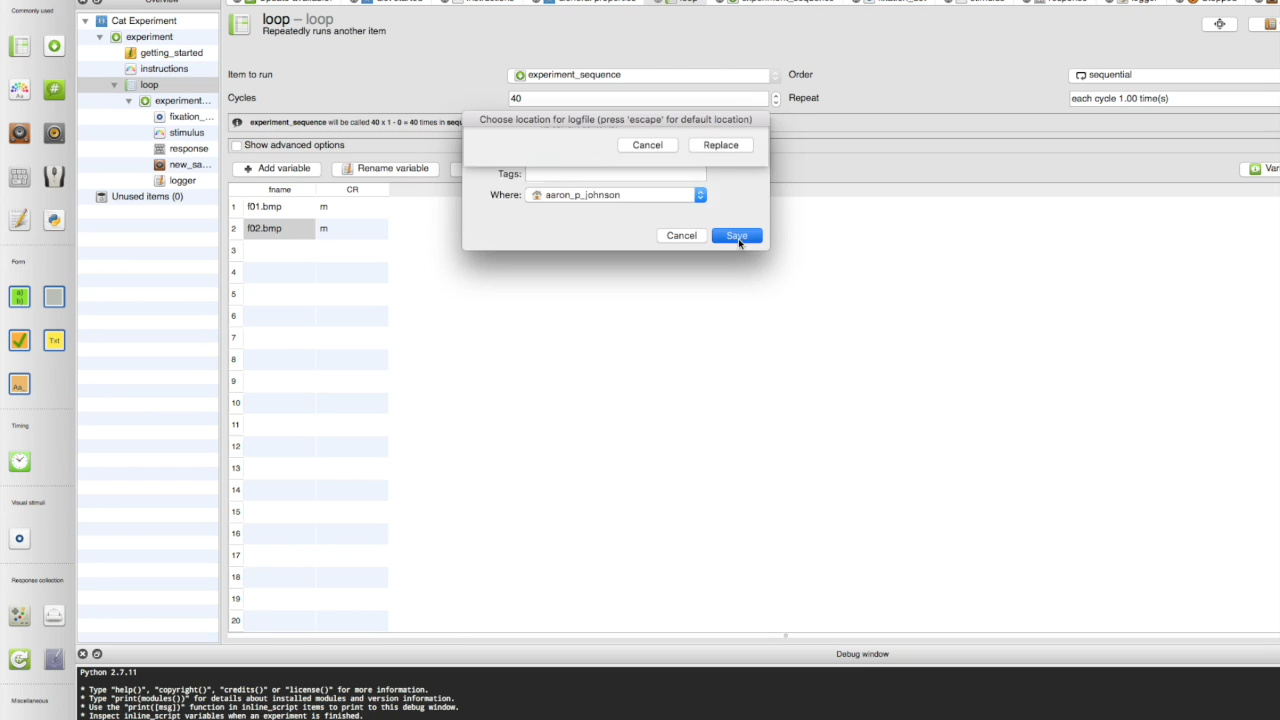 Commonly used
Overview
Cat Experiment
experiment
getting_started
instructions
loop
experiment...
fixation_...
stimulus
response
new_sa...
logger
Unused items (0)
Form
a)
b)
Txt
Aa_
Aa
Timing
Visual stimuli
Response collection
Miscellaneous
loop – loop
Repeatedly runs another item
Item to run
experiment_sequence
Order
sequential
Cycles
40
Repeat
each cycle 1.00 time(s)
experiment_sequence will be called 40 x 1 - 0 = 40 times in
Show advanced options
Add variable
Rename variable
fname CR
1 f01.bmp m
2 f02.bmp m
3
4
5
6
7
8
9
10
11
12
13
14
15
16
17
18
19
20
Choose location for logfile (press 'escape' for default location)
Cancel
Replace
Tags:
Where: aaron_p_johnson
Cancel
Save
Debug window
Python 2.7.11
* Type "help()", "copyright()", "credits()" or "license()" for more information.
* Type "print(modules())" for details about installed modules and version information.
* Use the "print([msg])" function in inline_script items to print to this debug window.
* Inspect inline_script variables when an experiment is finished.